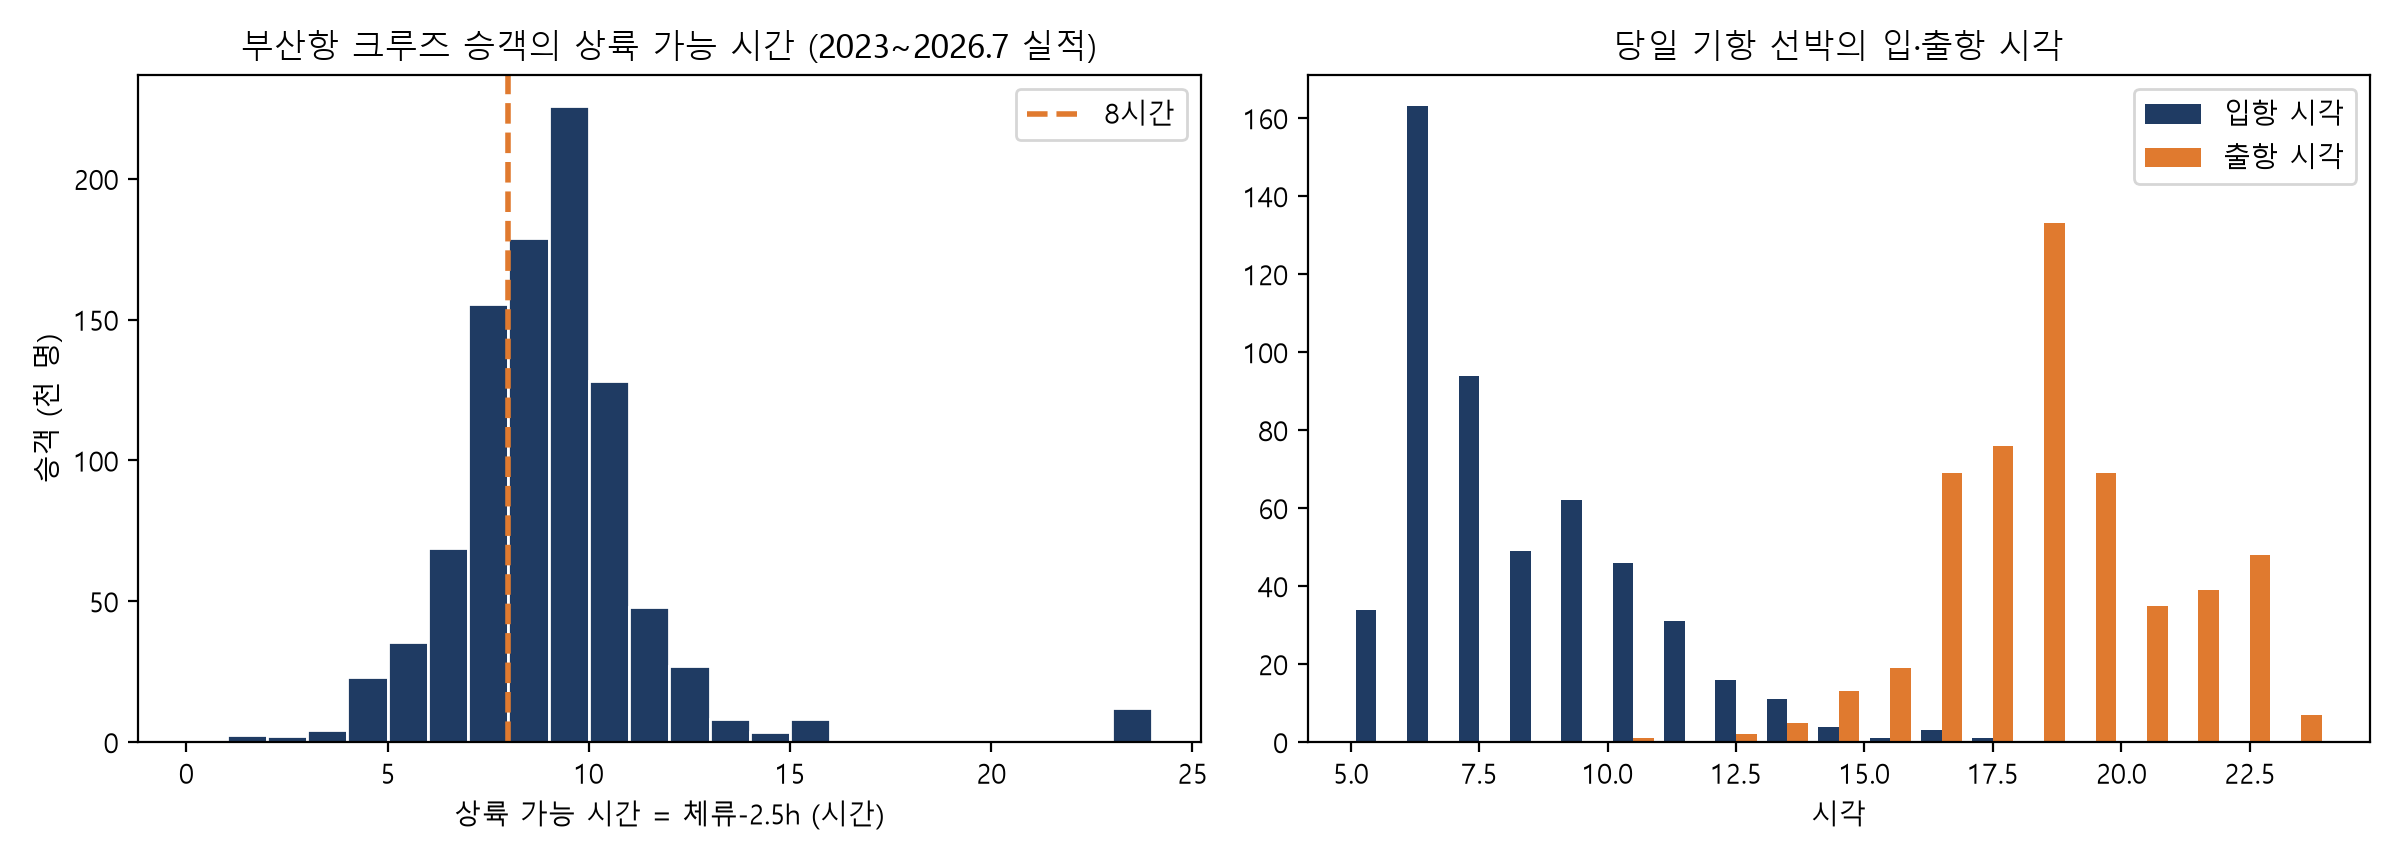 부산항 크루즈 승객의 상륙 가능 시간 (2023~2026.7 실적)
8시간
승객 (천 명)
200
150
100
50
0
0 5 10 15 20 25
상륙 가능 시간 = 체류-2.5h (시간)
당일 기항 선박의 입·출항 시각
입항 시각
출항 시각
160
140
120
100
80
60
40
20
0
5.0 7.5 10.0 12.5 15.0 17.5 20.0 22.5
시각